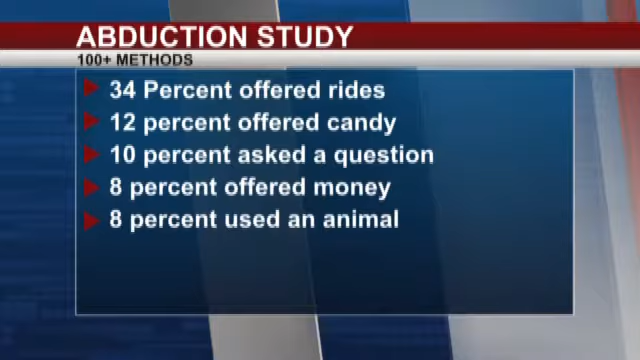 ABDUCTION STUDY
100+ METHODS
34 Percent offered rides
12 percent offered candy
10 percent asked a question
8 percent offered money
8 percent used an animal